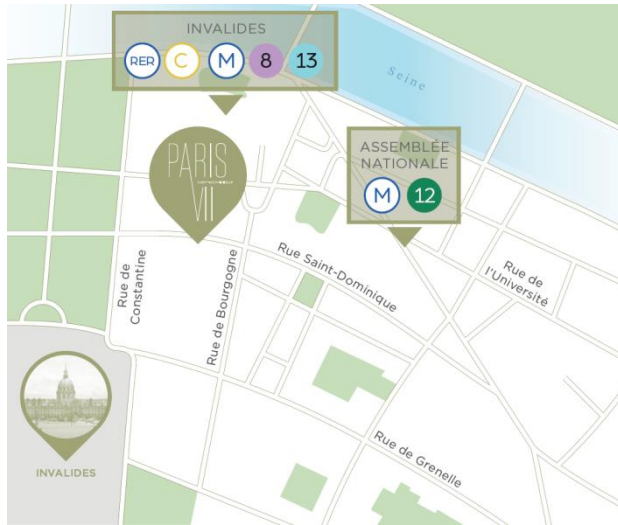 INVALIDES
RER C M 8 13
Seine
ASSEMBLÉE
NATIONALE
M 12
PARIS
VII
Rue de
Constantine
Rue de Bourgogne
Rue Saint-Dominique
Rue de
l'Université
Rue de Grenelle
INVALIDES